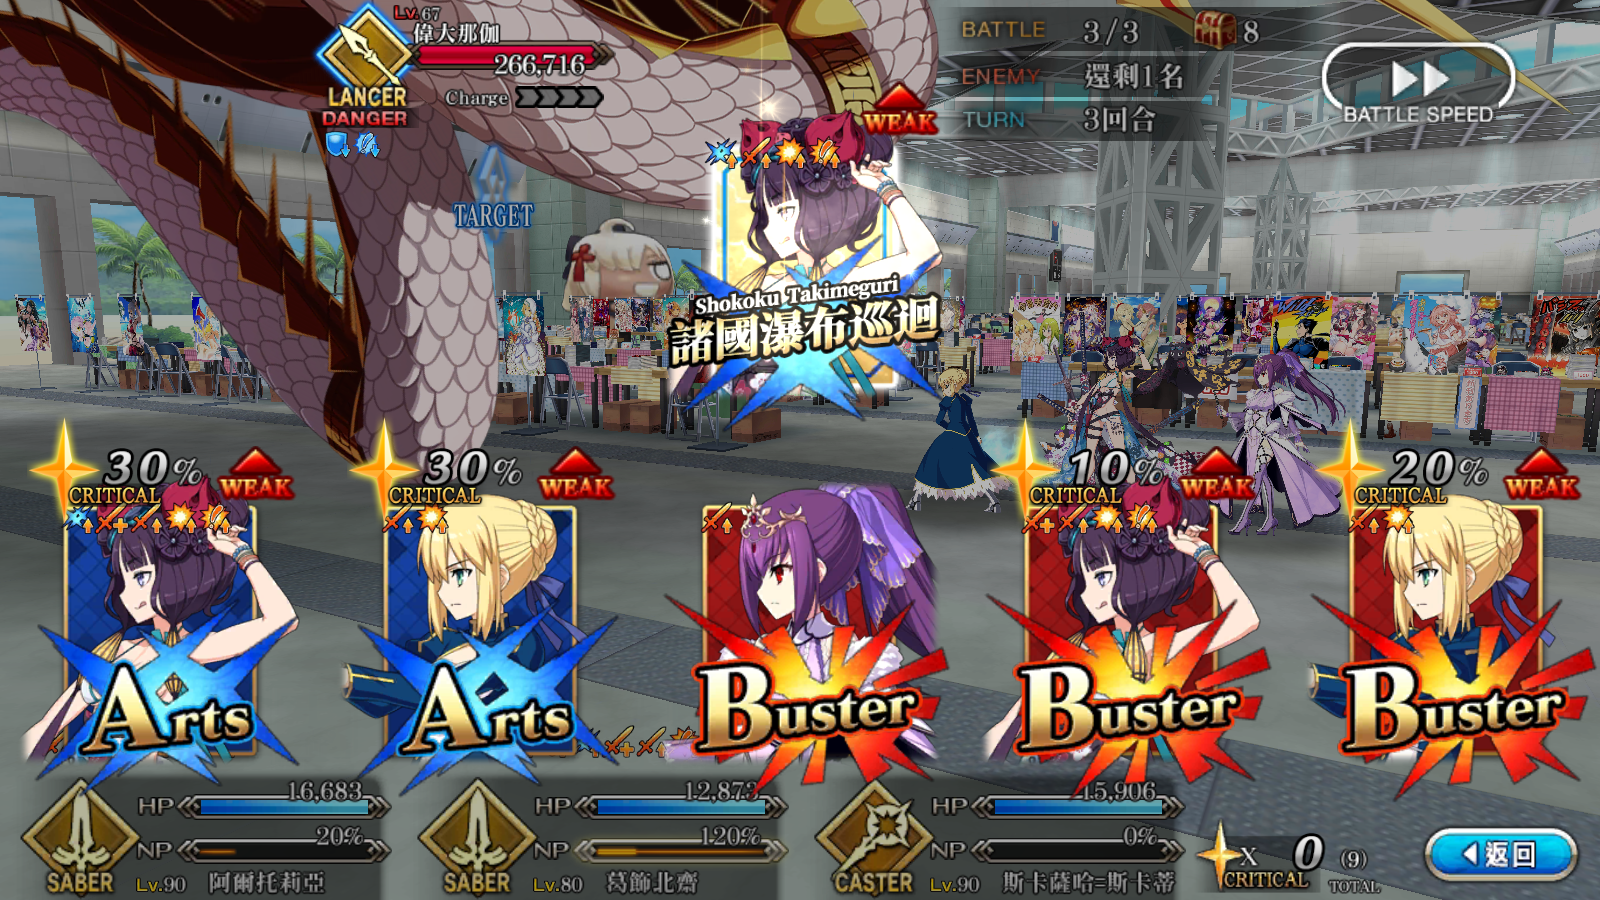 Lv.67
偉大那伽
266,716
LANCER
DANGER
Charge
BATTLE 3/3 8
ENEMY 還剩1名
TURN 3回合
BATTLE SPEED
WEAK
TARGET
Shokoku Takimeguri
諸國瀑布巡迴
30% CRITICAL WEAK
30% CRITICAL WEAK
10% CRITICAL WEAK
20% CRITICAL WEAK
Arts
Arts
Buster
Buster
Buster
HP 16,683
NP 20%
SABER Lv.90 阿爾托莉亞
HP 12,873
NP 120%
SABER Lv.80 葛飾北齋
HP 15,906
NP 0%
CASTER Lv.90 斯卡薩哈=斯卡蒂
X 0 (9)
CRITICAL TOTAL
返回